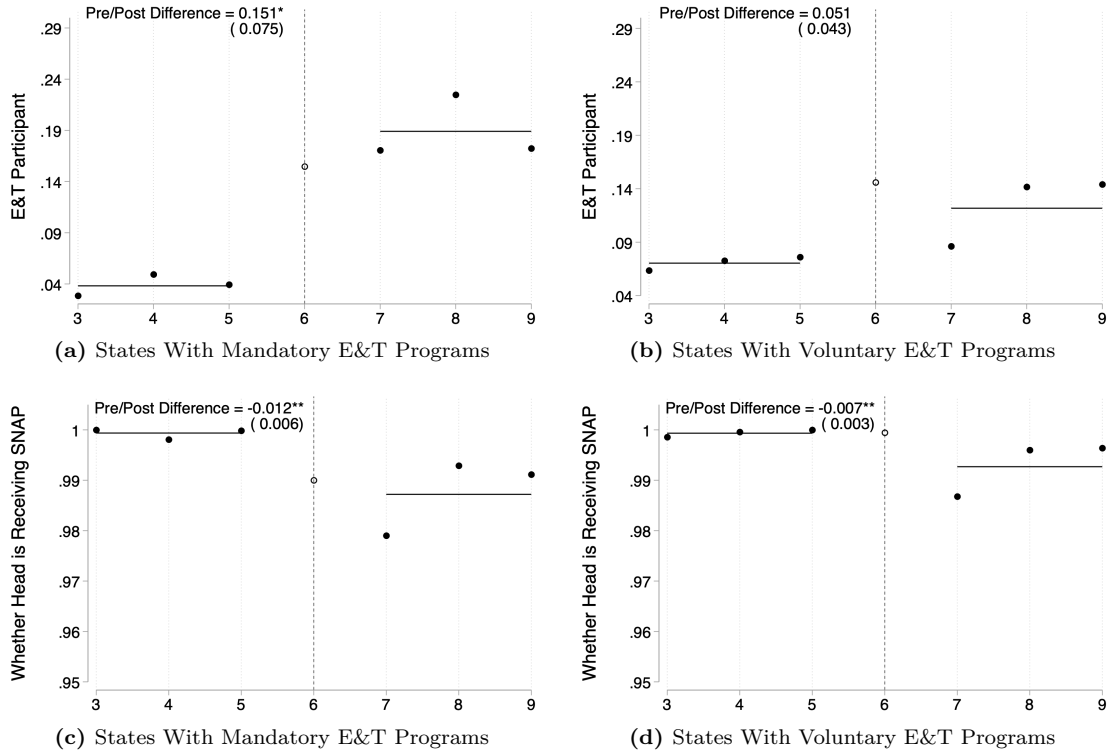 Pre/Post Difference = 0.151*
( 0.075)
E&T Participant
.29
.24
.19
.14
.09
.04
3 4 5 6 7 8 9
(a) States With Mandatory E&T Programs
Pre/Post Difference = 0.051
( 0.043)
E&T Participant
.29
.24
.19
.14
.09
.04
3 4 5 6 7 8 9
(b) States With Voluntary E&T Programs
Pre/Post Difference = -0.012**
( 0.006)
Whether Head is Receiving SNAP
1
.99
.98
.97
.96
.95
3 4 5 6 7 8 9
(c) States With Mandatory E&T Programs
Pre/Post Difference = -0.007**
( 0.003)
Whether Head is Receiving SNAP
1
.99
.98
.97
.96
.95
3 4 5 6 7 8 9
(d) States With Voluntary E&T Programs